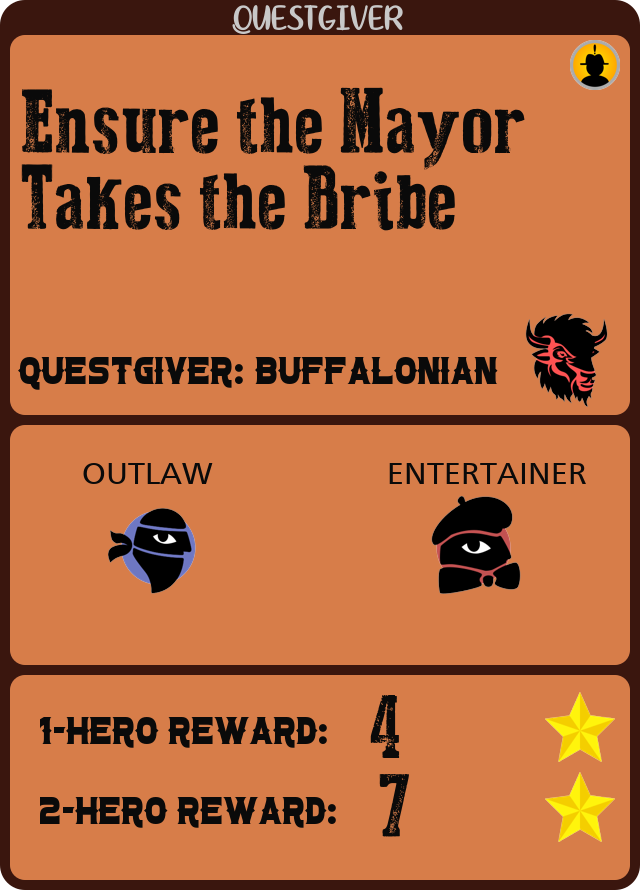 QUESTGIVER
Ensure the Mayor
Takes the Bribe
QUESTGIVER: BUFFALONIAN
OUTLAW
ENTERTAINER
1-HERO REWARD: 4
2-HERO REWARD: 7